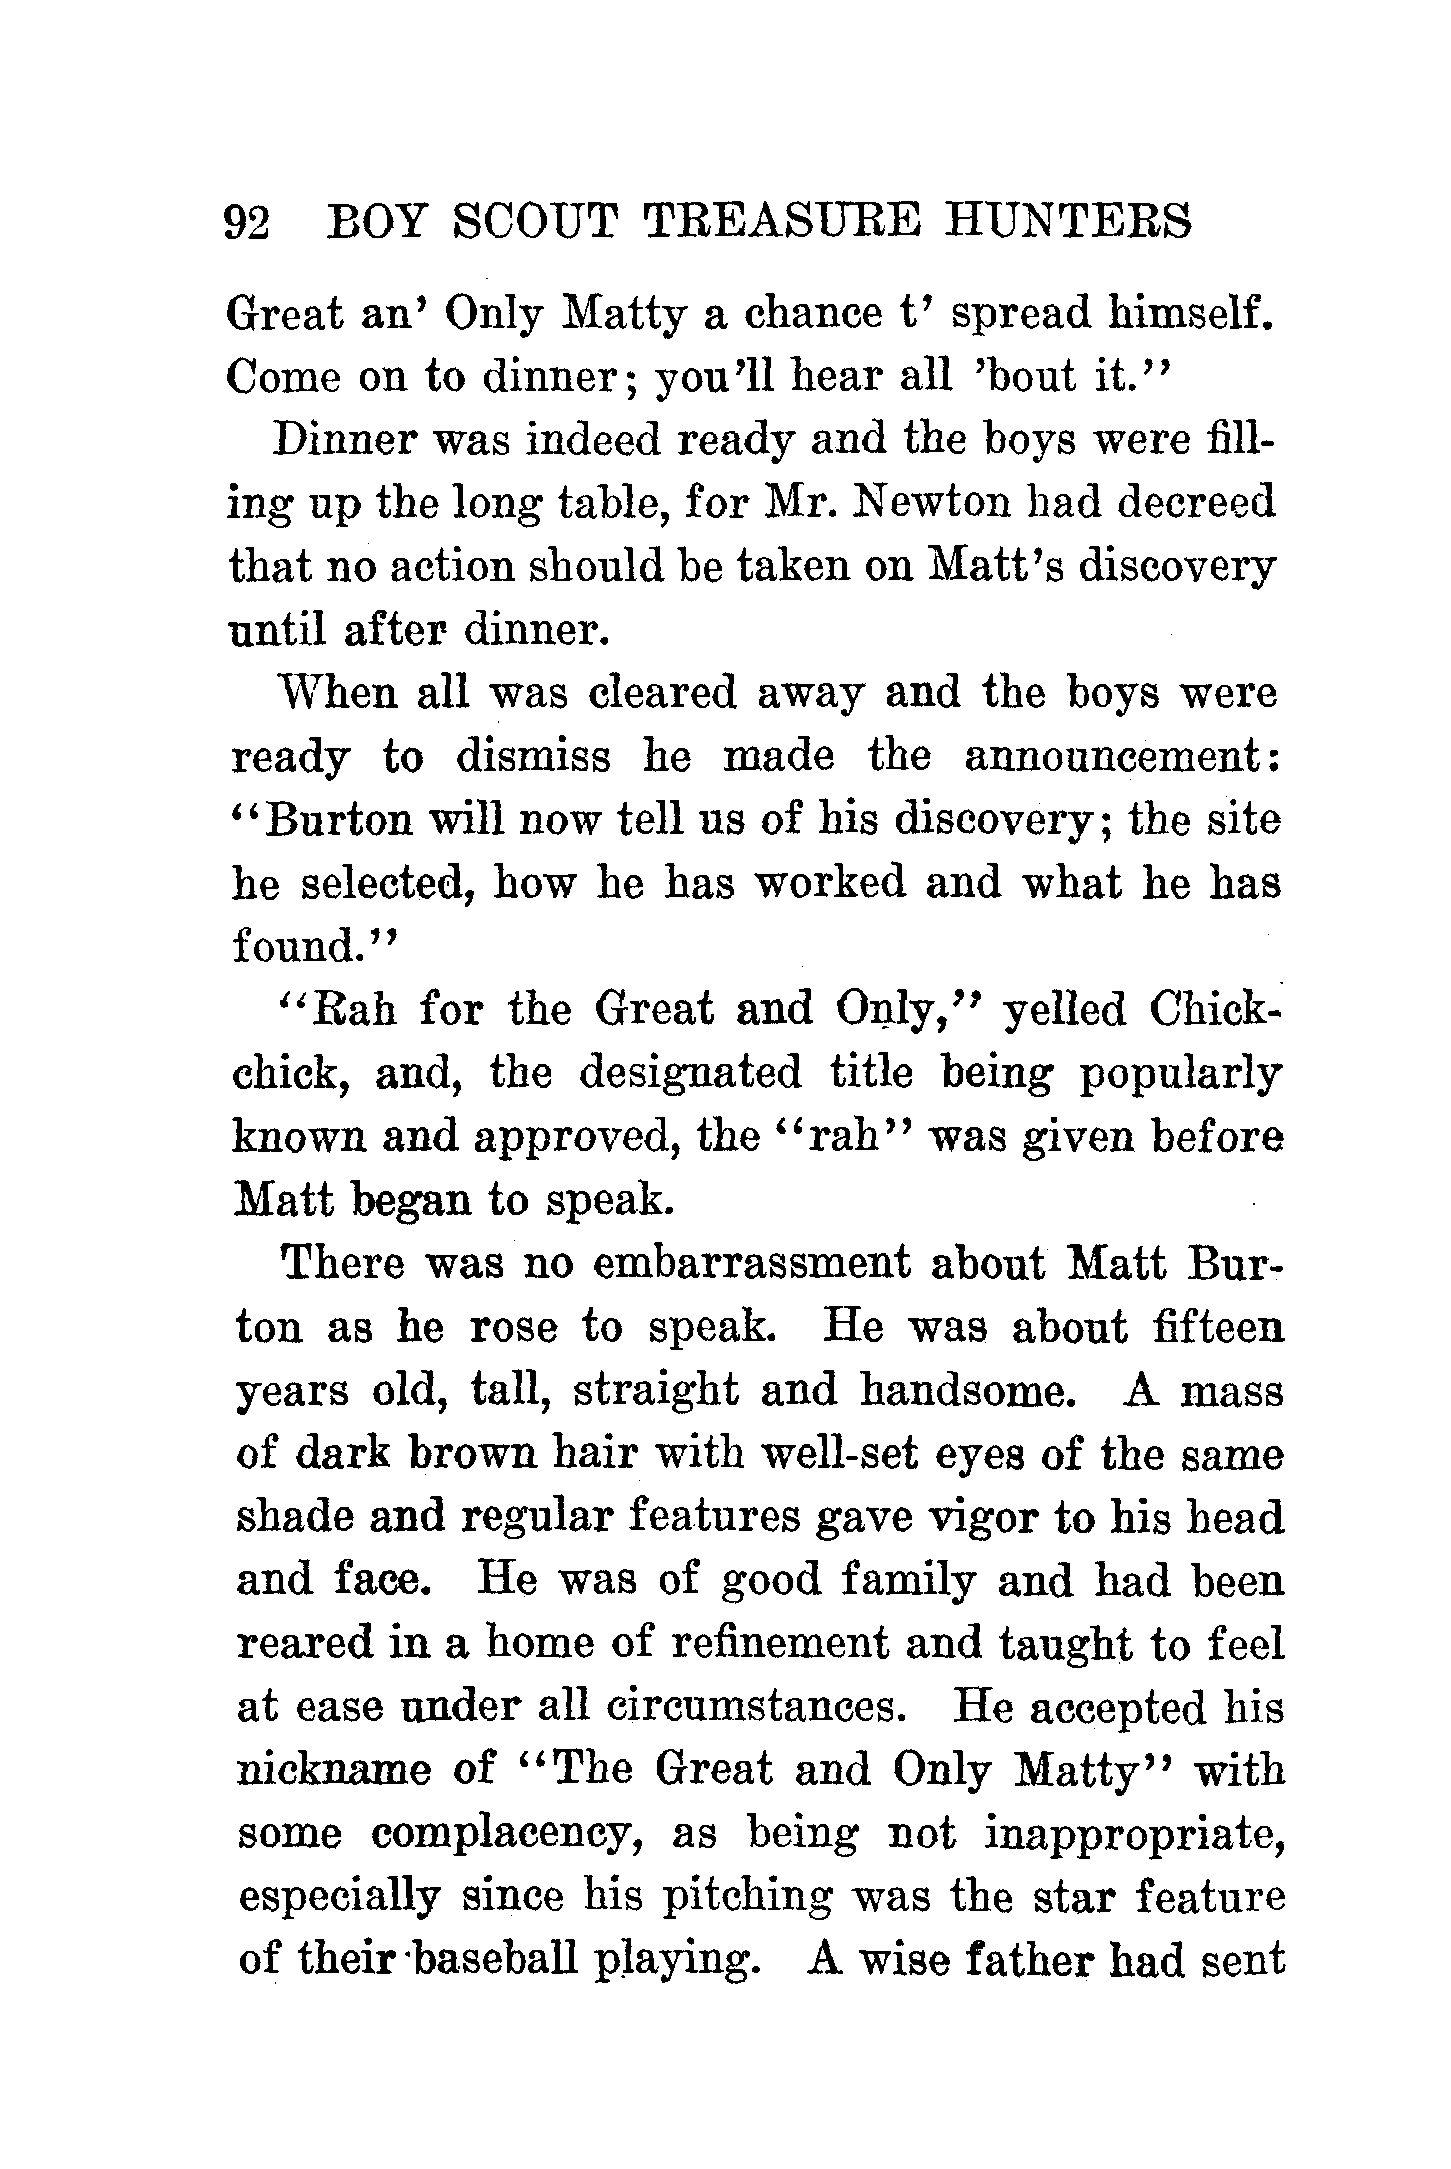 92 BOY SCOUT TREASURE HUNTERS
Great an' Only Matty a chance t' spread himself.
Come on to dinner; you'll hear all 'bout it."
Dinner was indeed ready and the boys were fill-
ing up the long table, for Mr. Newton had decreed
that no action should be taken on Matt's discovery
until after dinner.
When all was cleared away and the boys were
ready to dismiss he made the announcement:
"Burton will now tell us of his discovery; the site
he selected, how he has worked and what he has
found."
"Rah for the Great and Only," yelled Chick-
chick, and, the designated title being popularly
known and approved, the "rah" was given before
Matt began to speak.
There was no embarrassment about Matt Bur-
ton as he rose to speak. He was about fifteen
years old, tall, straight and handsome. A mass
of dark brown hair with well-set eyes of the same
shade and regular features gave vigor to his head
and face. He was of good family and had been
reared in a home of refinement and taught to feel
at ease under all circumstances. He accepted his
nickname of "The Great and Only Matty" with
some complacency, as being not inappropriate,
especially since his pitching was the star feature
of their baseball playing. A wise father had sent